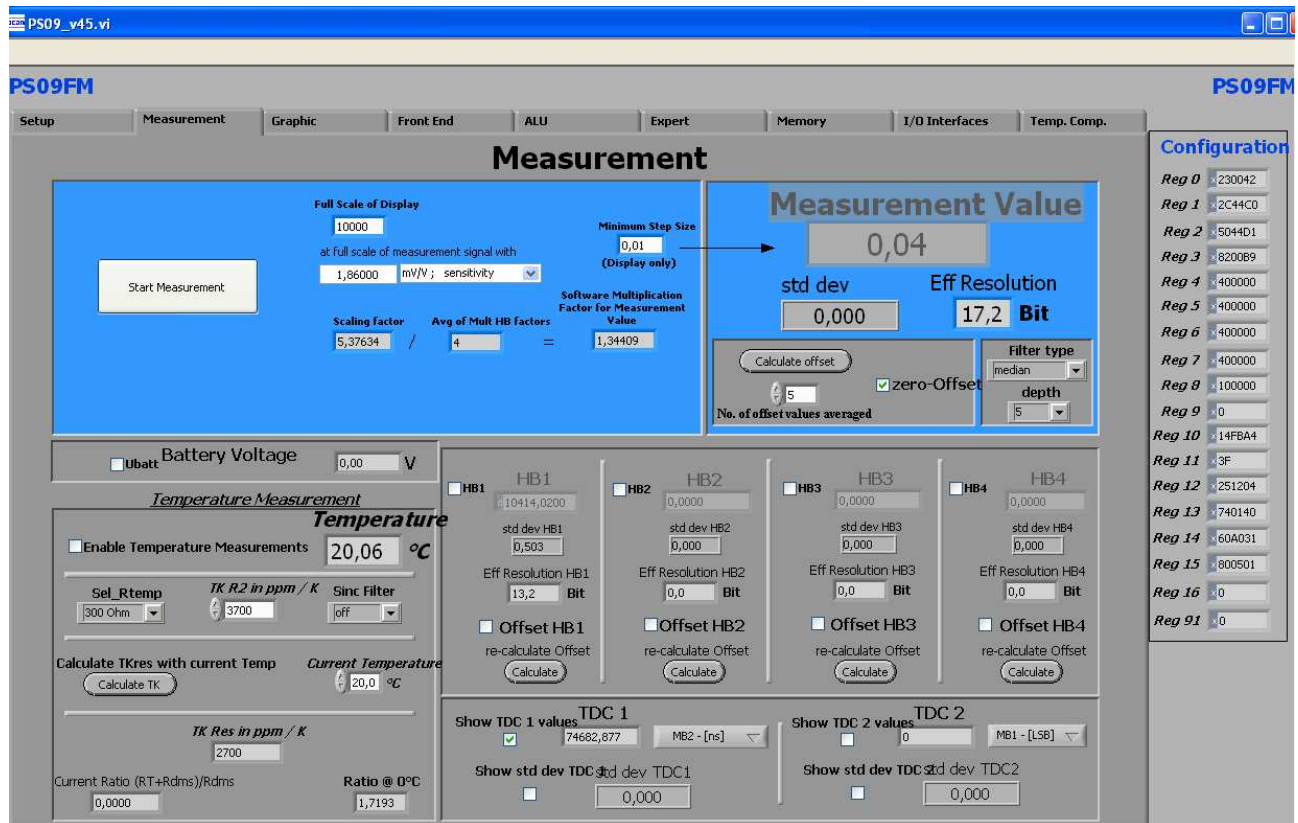 PS09_v45.vi
PS09FM PS09FM
Setup Measurement Graphic Front End ALU Expert Memory I/O Interfaces Temp. Comp.
Measurement
Full Scale of Display
10000
at full scale of measurement signal with
1,86000 mV/V ; sensitivity
Start Measurement
Minimum Step Size
0,01
(Display only)
Scaling factor
5,37634
/
Avg of Mult HB factors
4
=
Software Multiplication
Factor for Measurement
Value
1,34409
Measurement Value
0,04
std dev
0,000
Eff Resolution
17,2 Bit
Calculate offset
5
No. of offset values averaged
zero-Offset
Filter type
median
depth
5
Configuration
Reg 0 x 230042
Reg 1 x 2C44C0
Reg 2 x 5044D1
Reg 3 x 8200B9
Reg 4 x 400000
Reg 5 x 400000
Reg 6 x 400000
Reg 7 x 400000
Reg 8 x 100000
Reg 9 x 0
Reg 10 x 14FBA4
Reg 11 x 3F
Reg 12 x 251204
Reg 13 x 740140
Reg 14 x 60A031
Reg 15 x 800501
Reg 16 x 0
Reg 91 x 0
Ubatt Battery Voltage 0,00 V
Temperature Measurement
Temperature
Enable Temperature Measurements 20,06 °C
Sel_Rtemp
300 Ohm
TK R2 in ppm / K
3700
Sinc Filter
off
Calculate TKres with current Temp
Calculate TK
Current Temperature
20,0 °C
TK Res in ppm / K
2700
Current Ratio (RT+Rdms)/Rdms
0,0000
Ratio @ 0°C
1,7193
HB1 HB1
10414,0200
std dev HB1
0,503
Eff Resolution HB1
13,2 Bit
Offset HB1
re-calculate Offset
Calculate
HB2 HB2
0,0000
std dev HB2
0,000
Eff Resolution HB2
0,0 Bit
Offset HB2
re-calculate Offset
Calculate
HB3 HB3
0,0000
std dev HB3
0,000
Eff Resolution HB3
0,0 Bit
Offset HB3
re-calculate Offset
Calculate
HB4 HB4
0,0000
std dev HB4
0,000
Eff Resolution HB4
0,0 Bit
Offset HB4
re-calculate Offset
Calculate
TDC 1
Show TDC 1 values
74682,877 MB2 - [ns]
Show std dev TDC std dev TDC1
0,000
TDC 2
Show TDC 2 values
0 MB1 - [LSB]
Show std dev TDC std dev TDC2
0,000